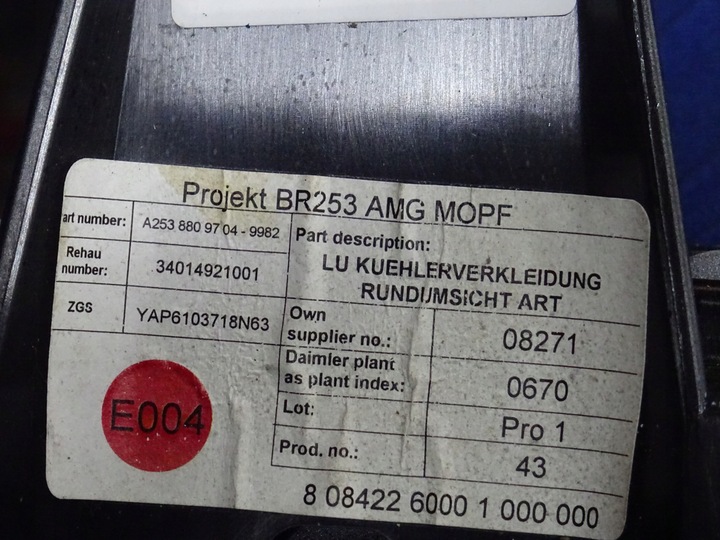 Projekt BR253 AMG MOPF
art number: A253 880 97 04 - 9982
Rehau number: 34014921001
ZGS YAP6103718N63
Part description:
LU KUEHLERVERKLEIDUNG
RUNDUMSICHT ART
Own
supplier no.: 08271
Daimler plant
as plant index: 0670
Lot: Pro 1
Prod. no.: 43
E004
8 08422 6000 1 000 000